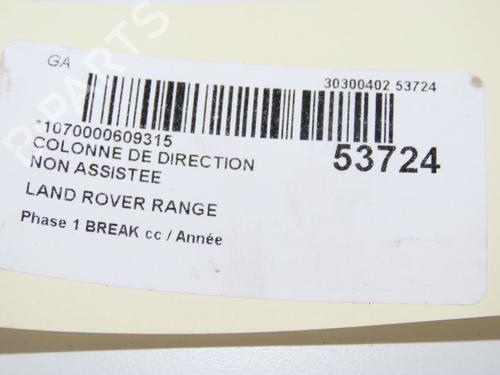 GA
30300402 53724
*1070000609315
COLONNE DE DIRECTION
NON ASSISTEE
53724
LAND ROVER RANGE
Phase 1 BREAK cc / Année